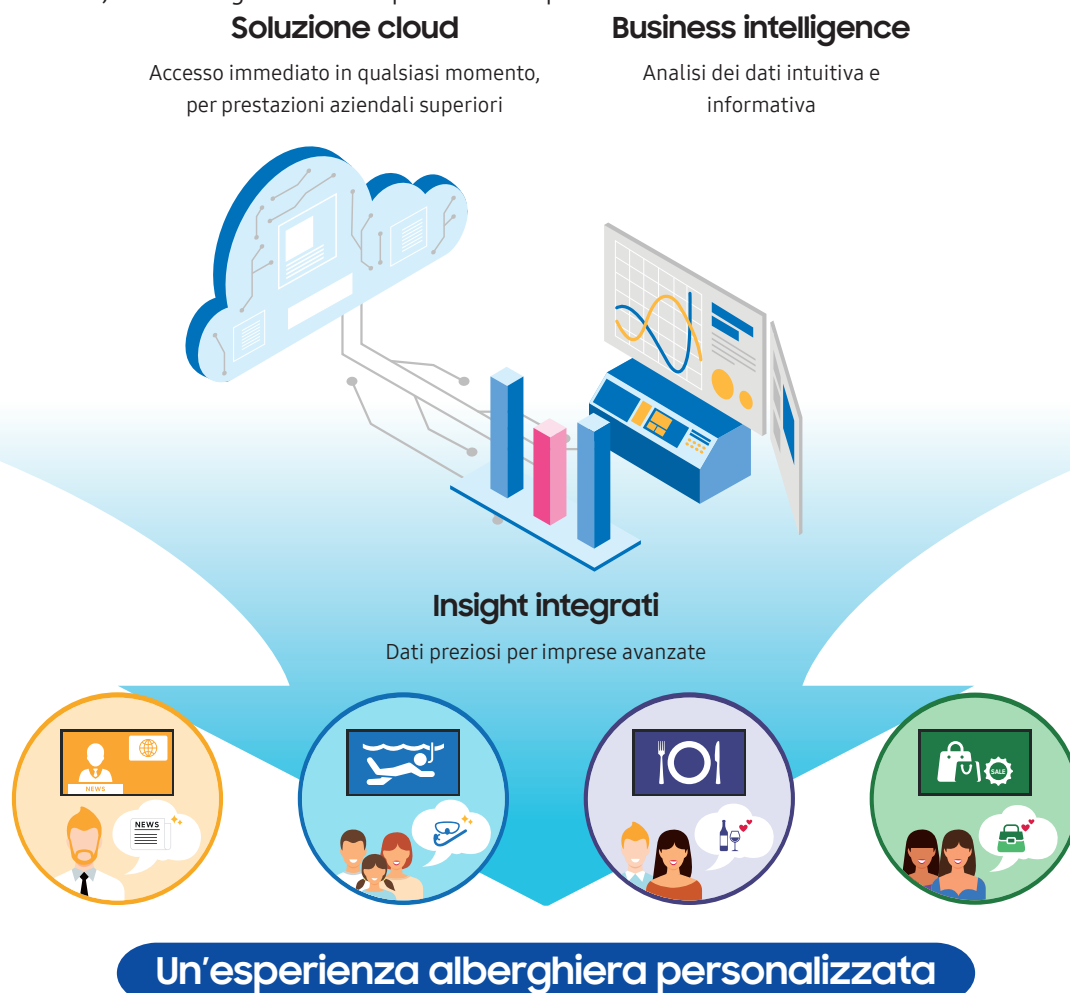 Soluzione cloud
Accesso immediato in qualsiasi momento,
per prestazioni aziendali superiori
Business intelligence
Analisi dei dati intuitiva e
informativa
Insight integrati
Dati preziosi per imprese avanzate
NEWS
NEWS
SALE
Un’esperienza alberghiera personalizzata